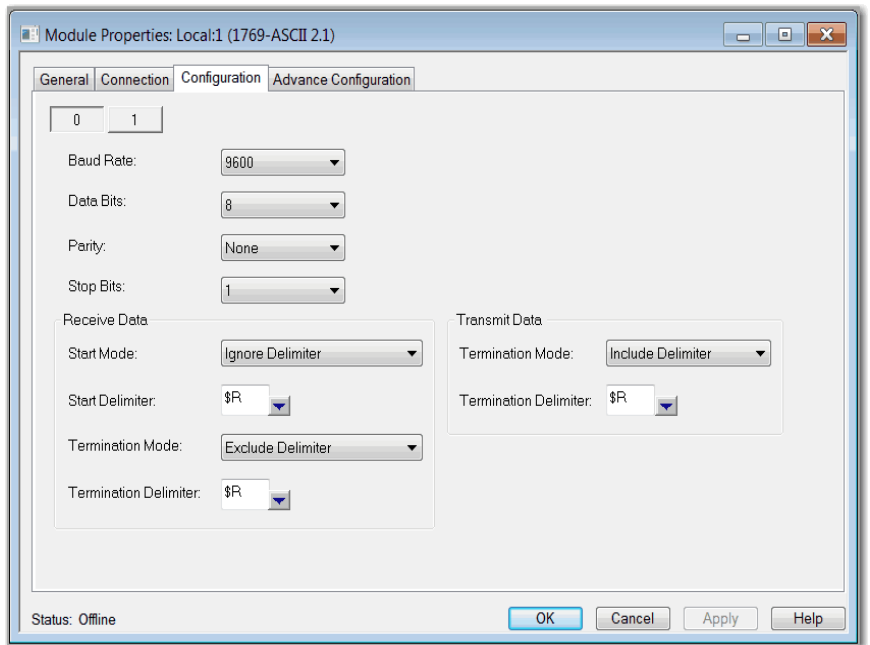 Module Properties: Local:1 (1769-ASCII 2.1)
General Connection Configuration Advance Configuration
0 1
Baud Rate: 9600
Data Bits: 8
Parity: None
Stop Bits: 1
Receive Data
Start Mode: Ignore Delimiter
Start Delimiter: $R
Termination Mode: Exclude Delimiter
Termination Delimiter: $R
Transmit Data
Termination Mode: Include Delimiter
Termination Delimiter: $R
Status: Offline
OK Cancel Apply Help